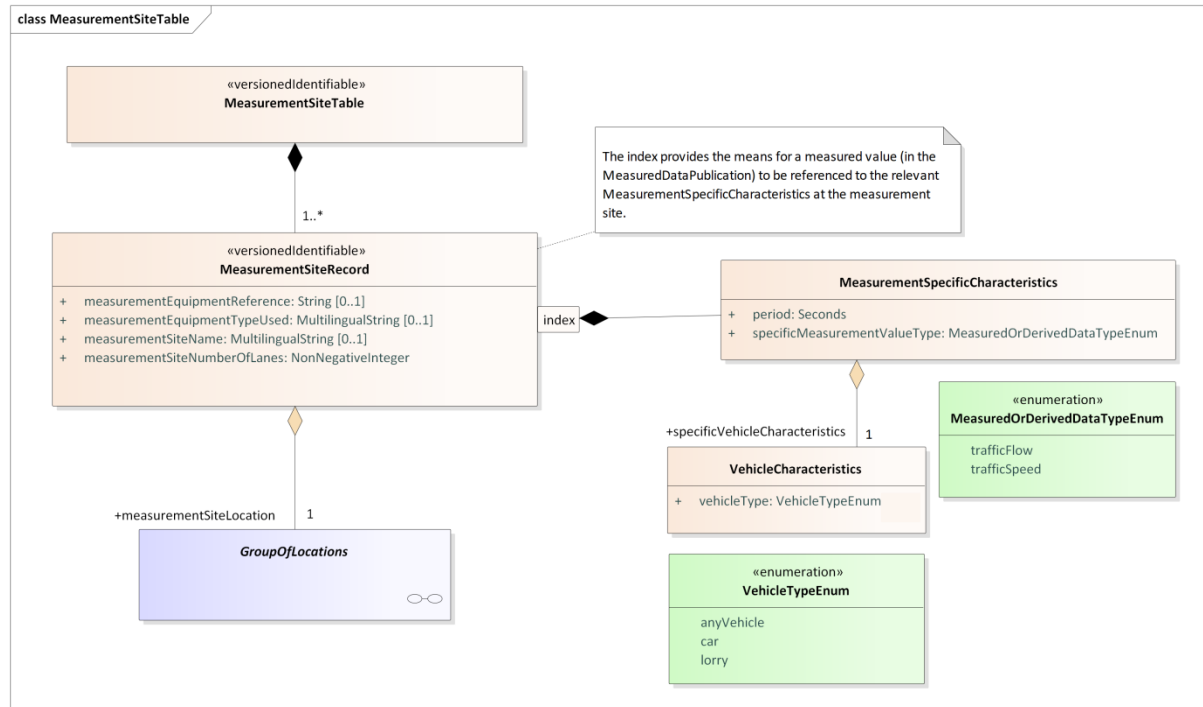 class MeasurementSiteTable
«versionedIdentifiable»
MeasurementSiteTable
1..*
The index provides the means for a measured value (in the
MeasuredDataPublication) to be referenced to the relevant
MeasurementSpecificCharacteristics at the measurement
site.
«versionedIdentifiable»
MeasurementSiteRecord
+ measurementEquipmentReference: String [0..1]
+ measurementEquipmentTypeUsed: MultilingualString [0..1]
+ measurementSiteName: MultilingualString [0..1]
+ measurementSiteNumberOfLanes: NonNegativeInteger
index
MeasurementSpecificCharacteristics
+ period: Seconds
+ specificMeasurementValueType: MeasuredOrDerivedDataTypeEnum
«enumeration»
MeasuredOrDerivedDataTypeEnum
trafficFlow
trafficSpeed
+specificVehicleCharacteristics
1
VehicleCharacteristics
+ vehicleType: VehicleTypeEnum
+measurementSiteLocation
1
GroupOfLocations
«enumeration»
VehicleTypeEnum
anyVehicle
car
lorry